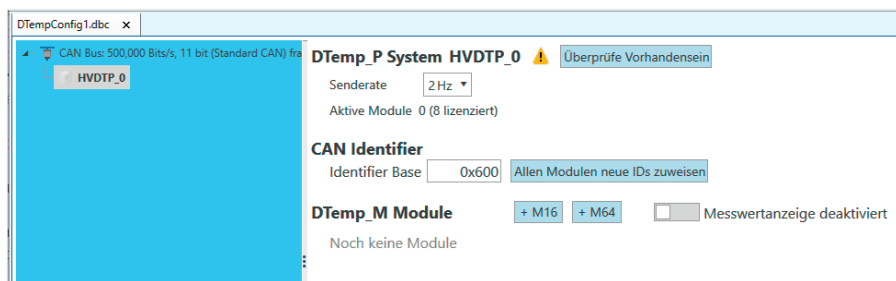 DTempConfig1.dbc x
CAN Bus: 500,000 Bits/s, 11 bit (Standard CAN) fra
HVDTP_0
DTemp_P System HVDTP_0 Überprüfe Vorhandensein
Senderate 2 Hz
Aktive Module 0 (8 lizenziert)
CAN Identifier
Identifier Base 0x600 Allen Modulen neue IDs zuweisen
DTemp_M Module + M16 + M64 Messwertanzeige deaktiviert
Noch keine Module